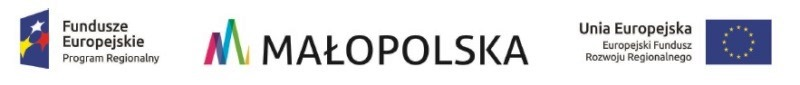 Fundusze
Europejskie
Program Regionalny
MAŁOPOLSKA
Unia Europejska
Europejski Fundusz
Rozwoju Regionalnego